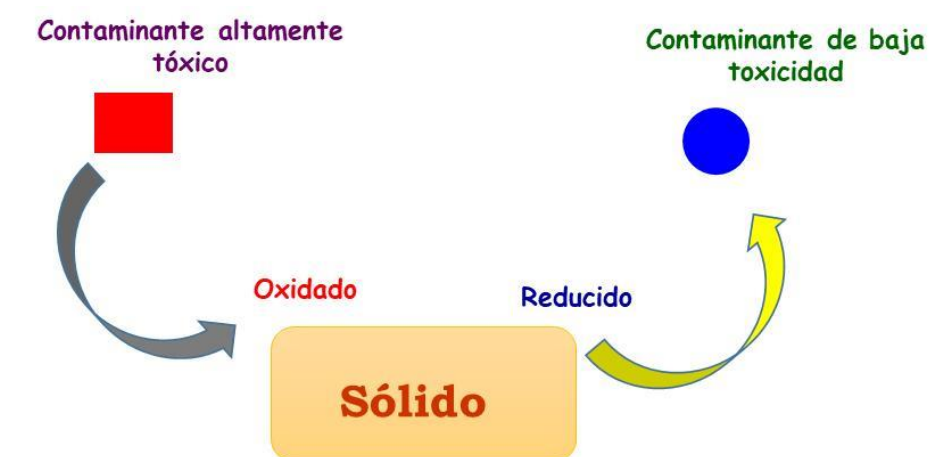 Contaminante altamente
tóxico
Contaminante de baja
toxicidad
Oxidado
Reducido
Sólido